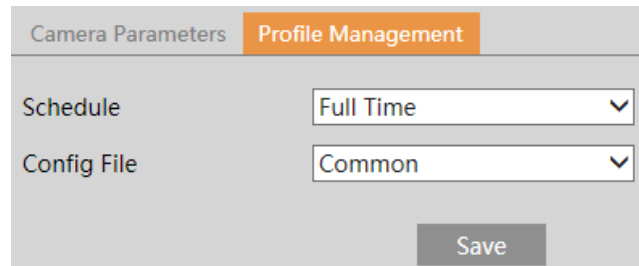 Camera Parameters Profile Management
Schedule Full Time
Config File Common
Save